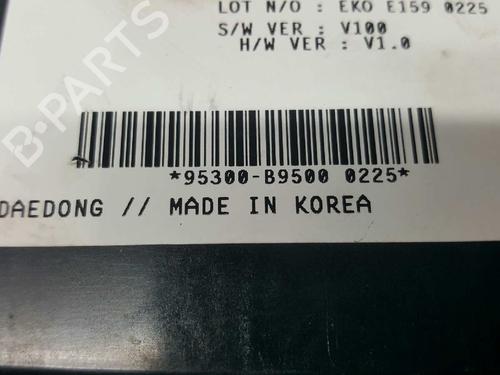 LOT N/O : EKO E159 0225
S/W VER : V100
H/W VER : V1.0
*95300-B9500 0225*
DAEDONG // MADE IN KOREA
B-PARTS